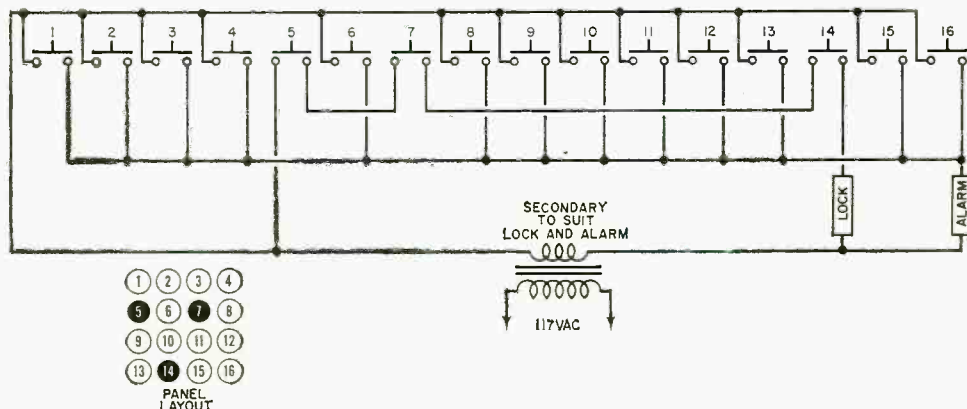 1 2 3 4 5 6 7 8 9 10 11 12 13 14 15 16
LOCK
ALARM
SECONDARY
TO SUIT
LOCK AND ALARM
117VAC
1 2 3 4
5 6 7 8
9 10 11 12
13 14 15 16
PANEL
LAYOUT